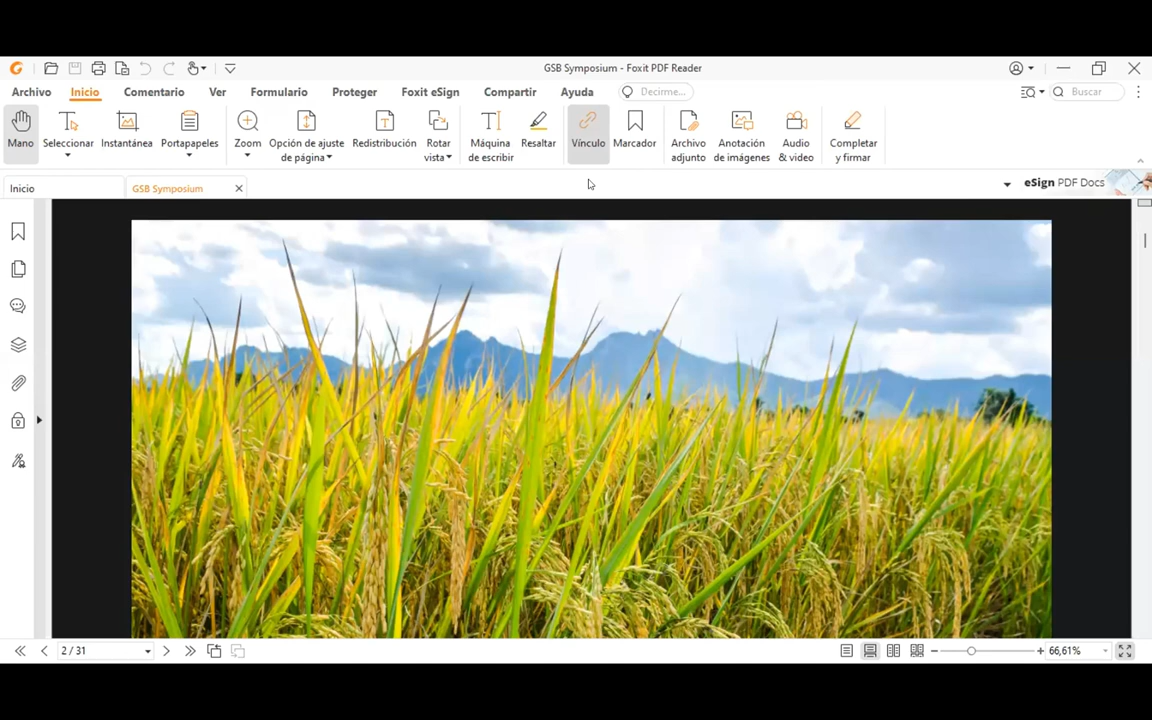 GSB Symposium - Foxit PDF Reader
Archivo Inicio Comentario Ver Formulario Proteger Foxit eSign Compartir Ayuda Decirme... Buscar
Mano
Seleccionar
Instantánea
Portapapeles
Zoom
Opción de ajuste
de página
Redistribución
Rotar
vista
Máquina
de escribir
Resaltar
Vínculo
Marcador
Archivo
adjunto
Anotación
de imágenes
Audio
& video
Completar
y firmar
Inicio
GSB Symposium
eSign PDF Docs
2 / 31
66,61%